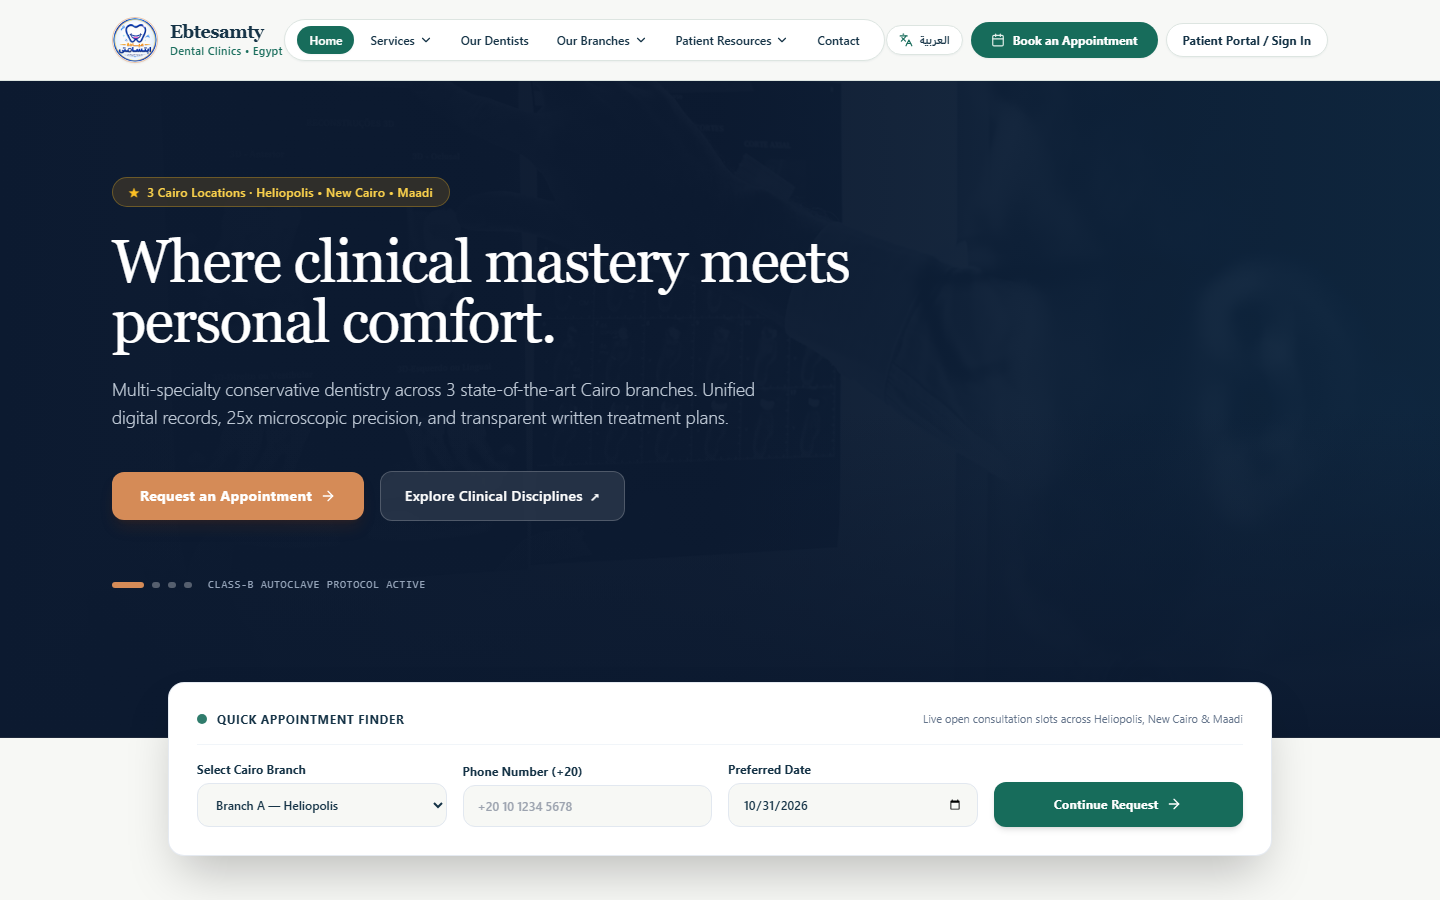 Ebtesamty
Dental Clinics • Egypt
Home
Services
Our Dentists
Our Branches
Patient Resources
Contact
العربية
Book an Appointment
Patient Portal / Sign In
★ 3 Cairo Locations · Heliopolis • New Cairo • Maadi
Where clinical mastery meets
personal comfort.
Multi-specialty conservative dentistry across 3 state-of-the-art Cairo branches. Unified
digital records, 25x microscopic precision, and transparent written treatment plans.
Request an Appointment →
Explore Clinical Disciplines ↗
CLASS-B AUTOCLAVE PROTOCOL ACTIVE
QUICK APPOINTMENT FINDER
Live open consultation slots across Heliopolis, New Cairo & Maadi
Select Cairo Branch
Branch A — Heliopolis
Phone Number (+20)
+20 10 1234 5678
Preferred Date
10/31/2026
Continue Request →